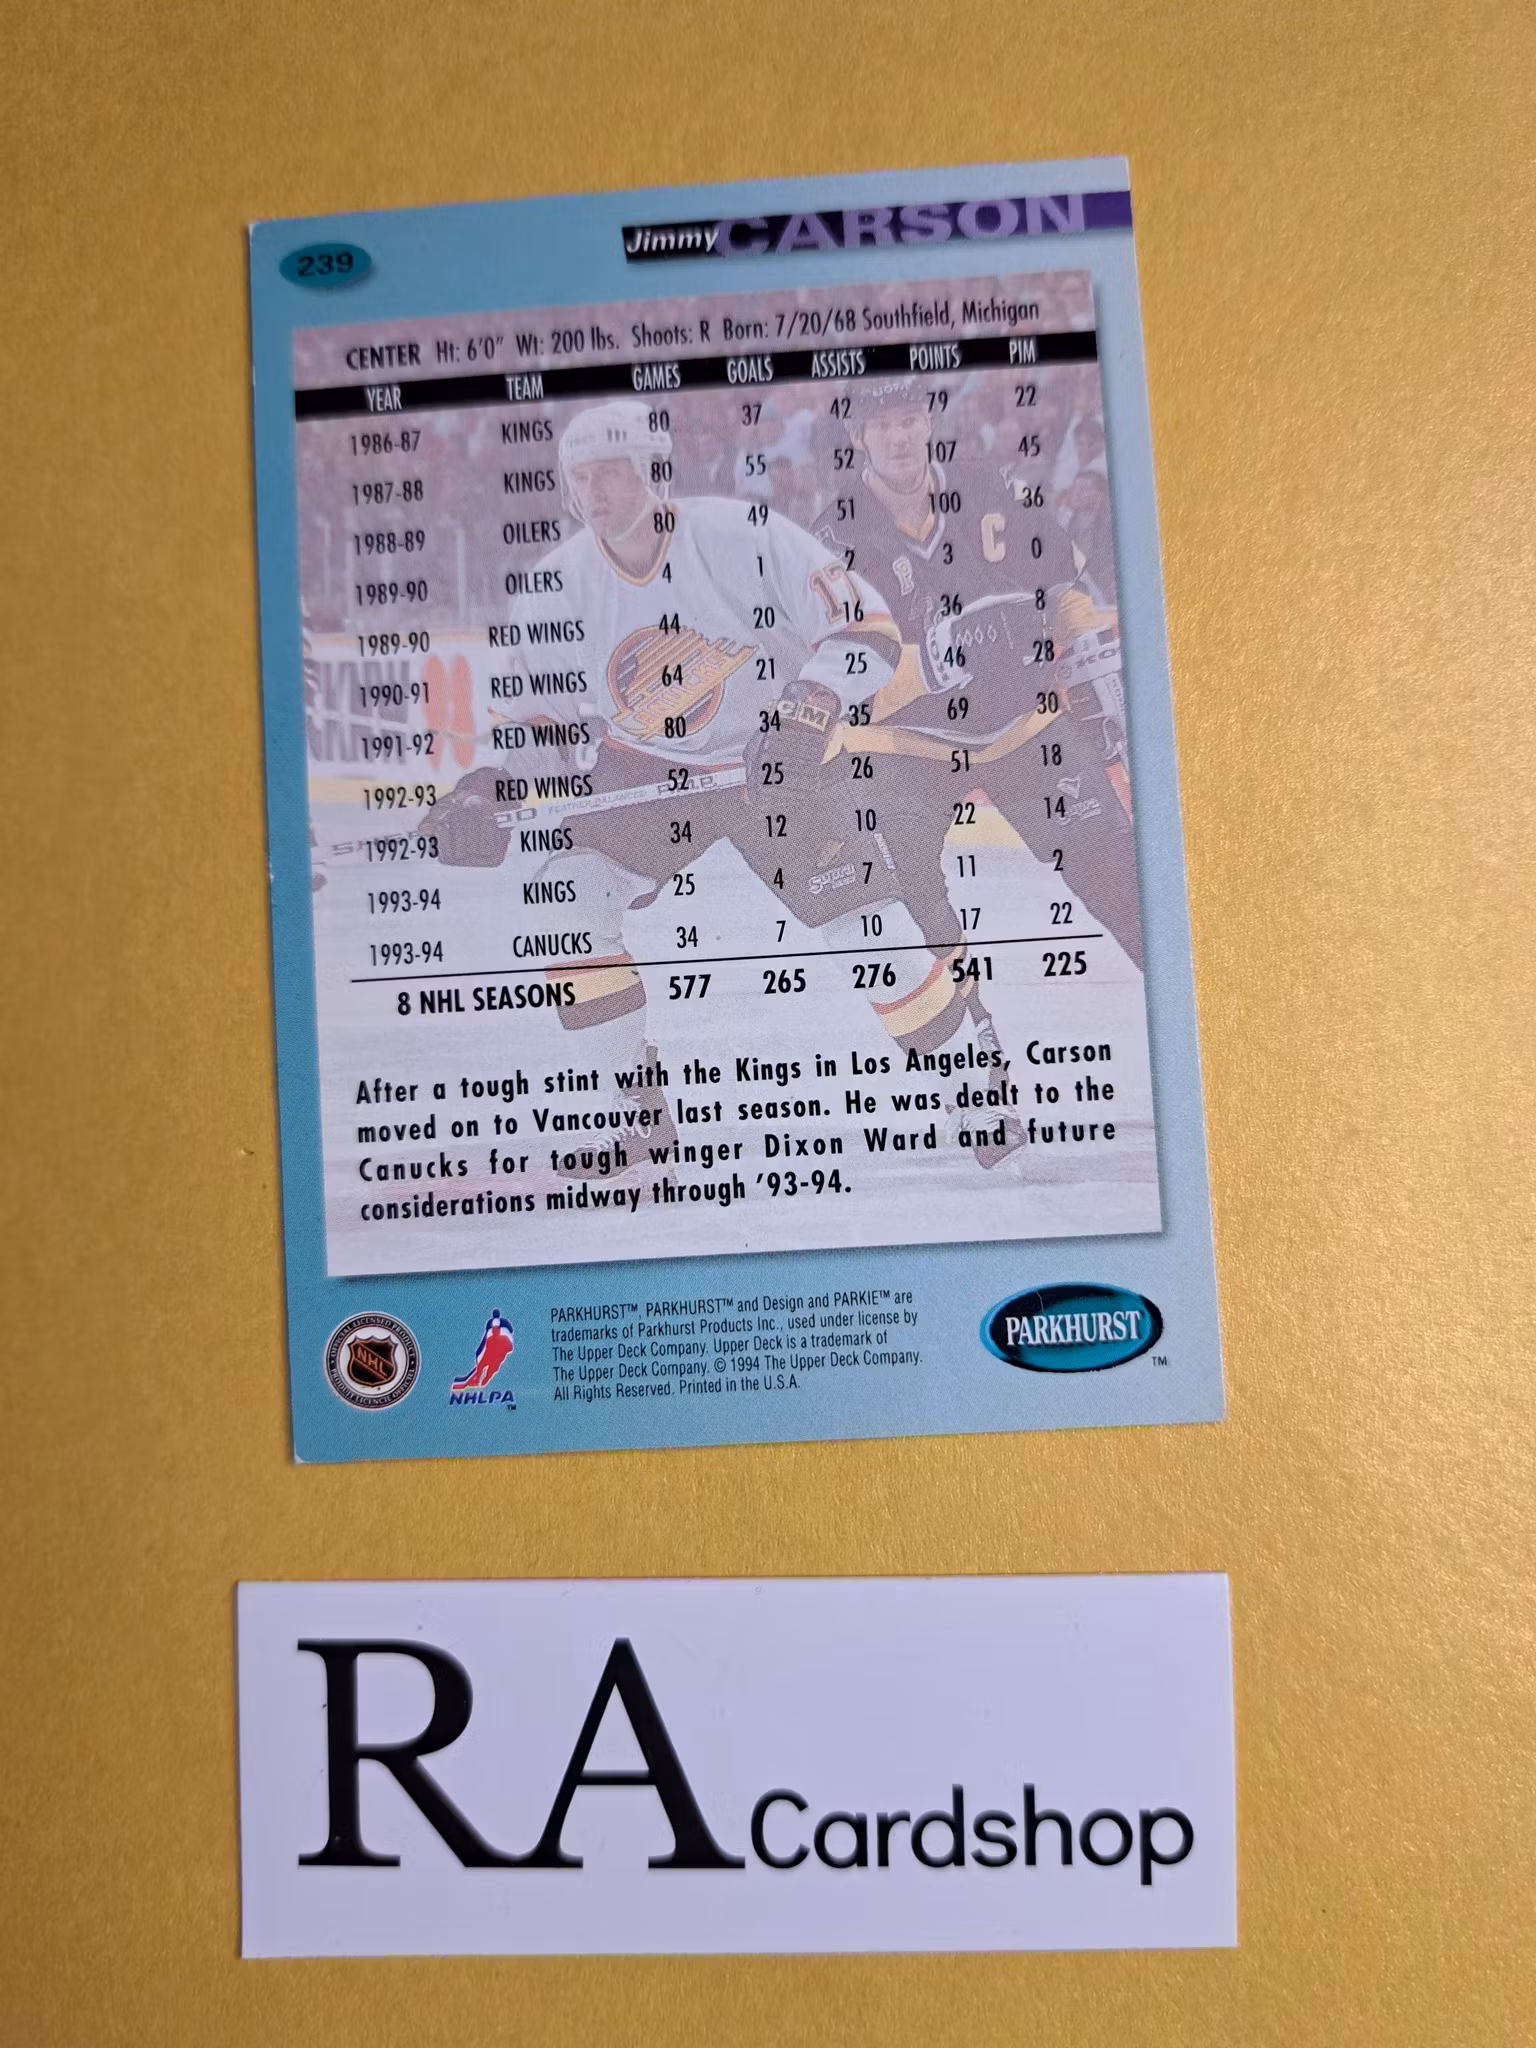 239
Jimmy CARSON
CENTER Ht: 6'0" Wt: 200 lbs. Shoots: R Born: 7/20/68 Southfield, Michigan
YEAR TEAM GAMES GOALS ASSISTS POINTS PIM
1986-87 KINGS 80 37 42 79 22
1987-88 KINGS 80 55 52 107 45
1988-89 OILERS 80 49 51 100 36
1989-90 OILERS 4 1 2 3 0
1989-90 RED WINGS 44 20 16 36 8
1990-91 RED WINGS 64 21 25 46 28
1991-92 RED WINGS 80 34 35 69 30
1992-93 RED WINGS 52 25 26 51 18
1992-93 KINGS 34 12 10 22 14
1993-94 KINGS 25 4 7 11 2
1993-94 CANUCKS 34 7 10 17 22
8 NHL SEASONS 577 265 276 541 225
C
17
CCM
After a tough stint with the Kings in Los Angeles, Carson
moved on to Vancouver last season. He was dealt to the
Canucks for tough winger Dixon Ward and future
considerations midway through '93-94.
NHL
NHLPA
TM
PARKHURST™, PARKHURST™ and Design and PARKIE™ are
trademarks of Parkhurst Products Inc., used under license by
The Upper Deck Company. Upper Deck is a trademark of
The Upper Deck Company. © 1994 The Upper Deck Company.
All Rights Reserved. Printed in the U.S.A.
PARKHURST
TM
RA Cardshop